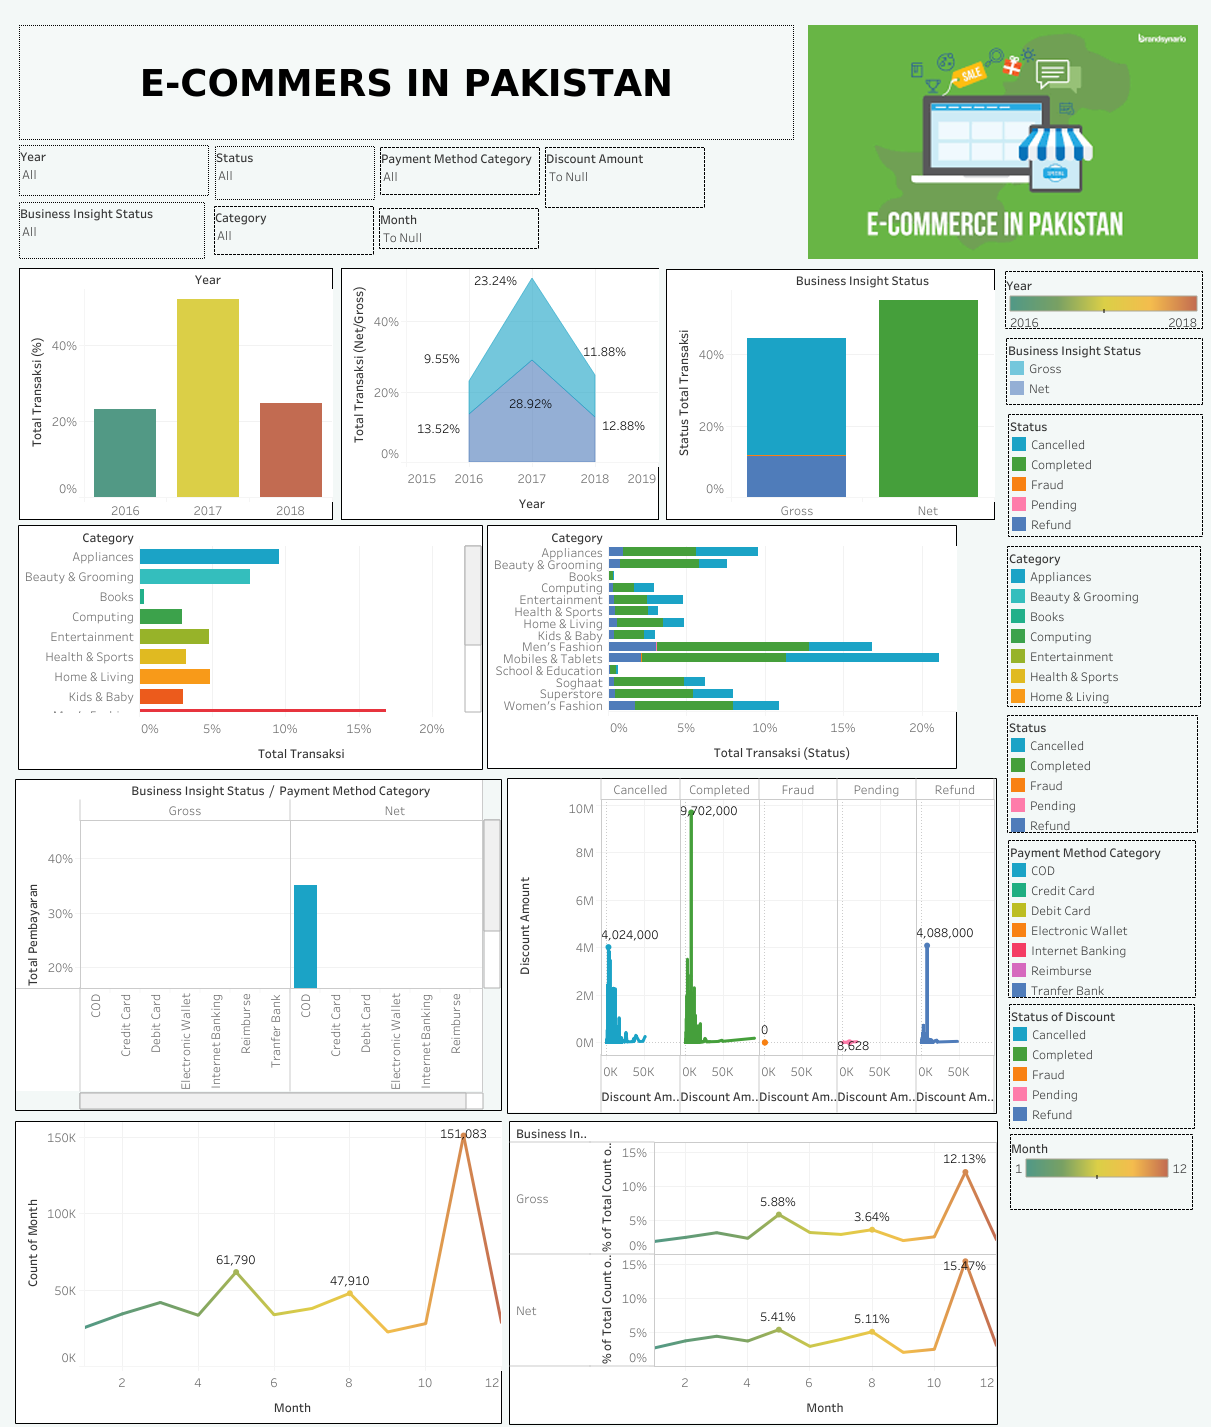 E-COMMERS IN PAKISTAN
brandsynario
SALE
E-COMMERCE IN PAKISTAN
Year
All
Status
All
Payment Method Category
All
Discount Amount
To Null
Business Insight Status
All
Category
All
Month
To Null
Year
Total Transaksi (%)
40%
20%
0%
2016
2017
2018
Total Transaksi (Net/Gross)
40%
20%
0%
23.24%
9.55%
11.88%
28.92%
13.52%
12.88%
2015
2016
2017
2018
2019
Year
Business Insight Status
Status Total Transaksi
40%
20%
0%
Gross
Net
Year
2016
2018
Business Insight Status
Gross
Net
Status
Cancelled
Completed
Fraud
Pending
Refund
Category
Appliances
Beauty & Grooming
Books
Computing
Entertainment
Health & Sports
Home & Living
Kids & Baby
0%
5%
10%
15%
20%
Total Transaksi
Category
Appliances
Beauty & Grooming
Books
Computing
Entertainment
Health & Sports
Home & Living
Kids & Baby
Men's Fashion
Mobiles & Tablets
School & Education
Soghaat
Superstore
Women's Fashion
0%
5%
10%
15%
20%
Total Transaksi (Status)
Category
Appliances
Beauty & Grooming
Books
Computing
Entertainment
Health & Sports
Home & Living
Status
Cancelled
Completed
Fraud
Pending
Refund
Business Insight Status / Payment Method Category
Gross
Net
Total Pembayaran
40%
30%
20%
COD
Credit Card
Debit Card
Electronic Wallet
Internet Banking
Reimburse
Tranfer Bank
COD
Credit Card
Debit Card
Electronic Wallet
Internet Banking
Reimburse
Cancelled
Completed
Fraud
Pending
Refund
Discount Amount
10M
8M
6M
4M
2M
0M
4,024,000
9,702,000
0
8,628
4,088,000
0K 50K
0K 50K
0K 50K
0K 50K
0K 50K
Discount Am..
Discount Am..
Discount Am..
Discount Am..
Discount Am..
Payment Method Category
COD
Credit Card
Debit Card
Electronic Wallet
Internet Banking
Reimburse
Tranfer Bank
Status of Discount
Cancelled
Completed
Fraud
Pending
Refund
Count of Month
150K
100K
50K
0K
151,083
61,790
47,910
2
4
6
8
10
12
Month
Business In..
Gross
% of Total Count o..
15%
10%
5%
0%
5.88%
3.64%
12.13%
Net
% of Total Count o..
15%
10%
5%
0%
5.41%
5.11%
15.47%
2
4
6
8
10
12
Month
Month
1
12